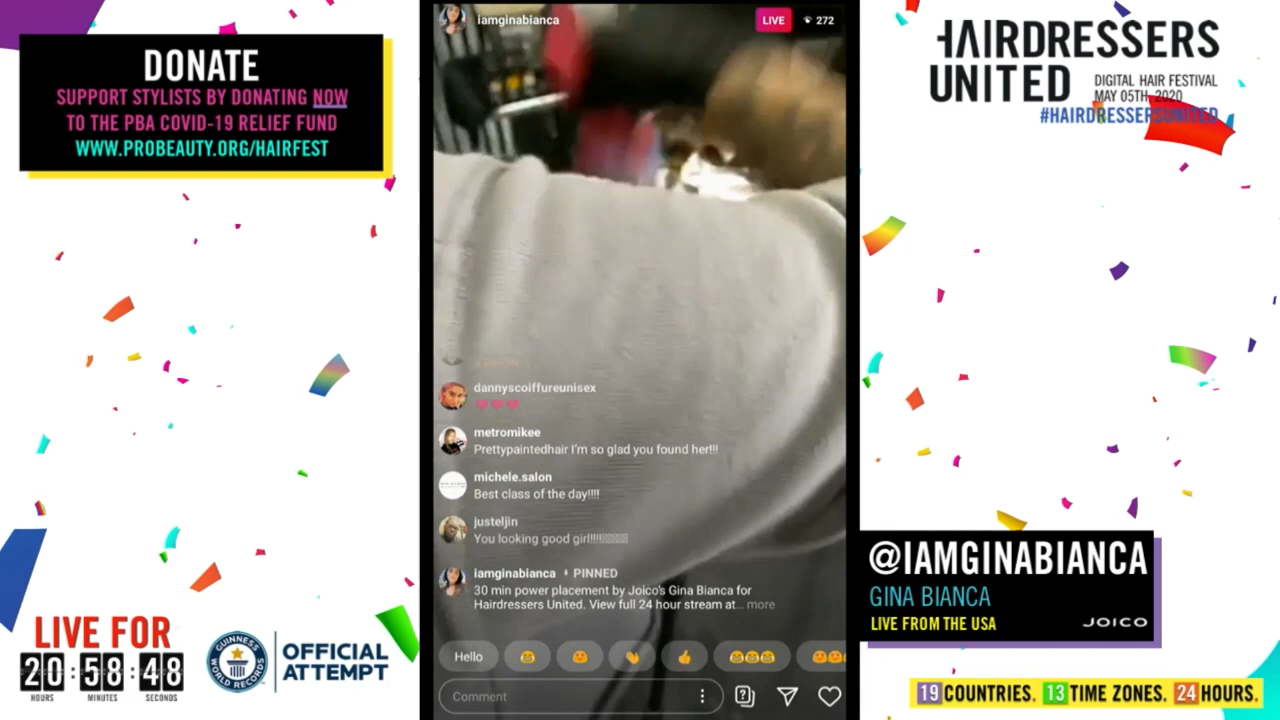 DONATE
SUPPORT STYLISTS BY DONATING NOW
TO THE PBA COVID-19 RELIEF FUND
WWW.PROBEAUTY.ORG/HAIRFEST
iamginabianca
LIVE
272
HAIRDRESSERS
UNITED
DIGITAL HAIR FESTIVAL
MAY 05TH, 2020
#HAIRDRESSERSUNITED
dannyscoiffureunisex
metromikee
Prettypaintedhair I'm so glad you found her!!!
michele.salon
Best class of the day!!!!
justeljin
You looking good girl!!!!
iamginabianca PINNED
30 min power placement by Joico's Gina Bianca for
Hairdressers United. View full 24 hour stream at... more
Hello
Comment
@IAMGINABIANCA
GINA BIANCA
LIVE FROM THE USA
JOICO
LIVE FOR
20:58:48
HOURS MINUTES SECONDS
GUINNESS
WORLD RECORDS
OFFICIAL
ATTEMPT
19 COUNTRIES. 13 TIME ZONES. 24 HOURS.